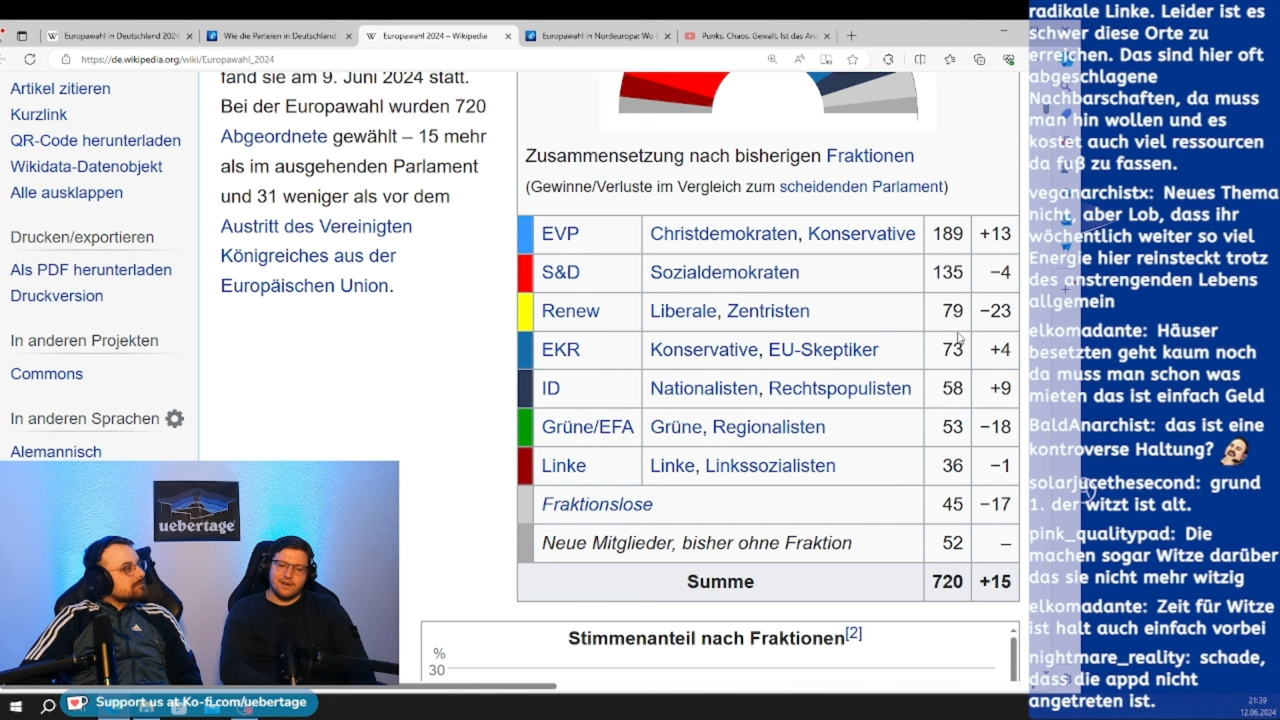 Europawahl in Deutschland 2024
Wie die Parteien in Deutschland
Europawahl 2024 – Wikipedia
Europawahl in Nordeuropa: Wo
Punks. Chaos. Gewalt. Ist das
https://de.wikipedia.org/wiki/Europawahl_2024
Artikel zitieren
Kurzlink
QR-Code herunterladen
Wikidata-Datenobjekt
Alle ausklappen
Drucken/exportieren
Als PDF herunterladen
Druckversion
In anderen Projekten
Commons
In anderen Sprachen
Alemannisch
fand sie am 9. Juni 2024 statt.
Bei der Europawahl wurden 720
Abgeordnete gewählt – 15 mehr
als im ausgehenden Parlament
und 31 weniger als vor dem
Austritt des Vereinigten
Königreiches aus der
Europäischen Union.
Zusammensetzung nach bisherigen Fraktionen
(Gewinne/Verluste im Vergleich zum scheidenden Parlament)
EVP Christdemokraten, Konservative 189 +13
S&D Sozialdemokraten 135 −4
Renew Liberale, Zentristen 79 −23
EKR Konservative, EU-Skeptiker 73 +4
ID Nationalisten, Rechtspopulisten 58 +9
Grüne/EFA Grüne, Regionalisten 53 −18
Linke Linke, Linkssozialisten 36 −1
Fraktionslose 45 −17
Neue Mitglieder, bisher ohne Fraktion 52 –
Summe 720 +15
Stimmenanteil nach Fraktionen[2]
%
30
uebertage
Support us at Ko-fi.com/uebertage
radikale Linke. Leider ist es
schwer diese Orte zu
erreichen. Das sind hier oft
abgeschlagene
Nachbarschaften, da muss
man hin wollen und es
kostet auch viel ressourcen
da fuß zu fassen.
veganarchistx: Neues Thema
nicht, aber Lob, dass ihr
wöchentlich weiter so viel
Energie hier reinsteckt trotz
des anstrengenden Lebens
allgemein
elkomadante: Häuser
besetzten geht kaum noch
da muss man schon was
mieten das ist einfach Geld
BaldAnarchist: das ist eine
kontroverse Haltung?
solarjucethesecond: grund
1. der witzt ist alt.
pink_qualitypad: Die
machen sogar Witze darüber
das sie nicht mehr witzig
elkomadante: Zeit für Witze
ist halt auch einfach vorbei
nightmare_reality: schade,
dass die appd nicht
angetreten ist.
21:39
12.06.2024